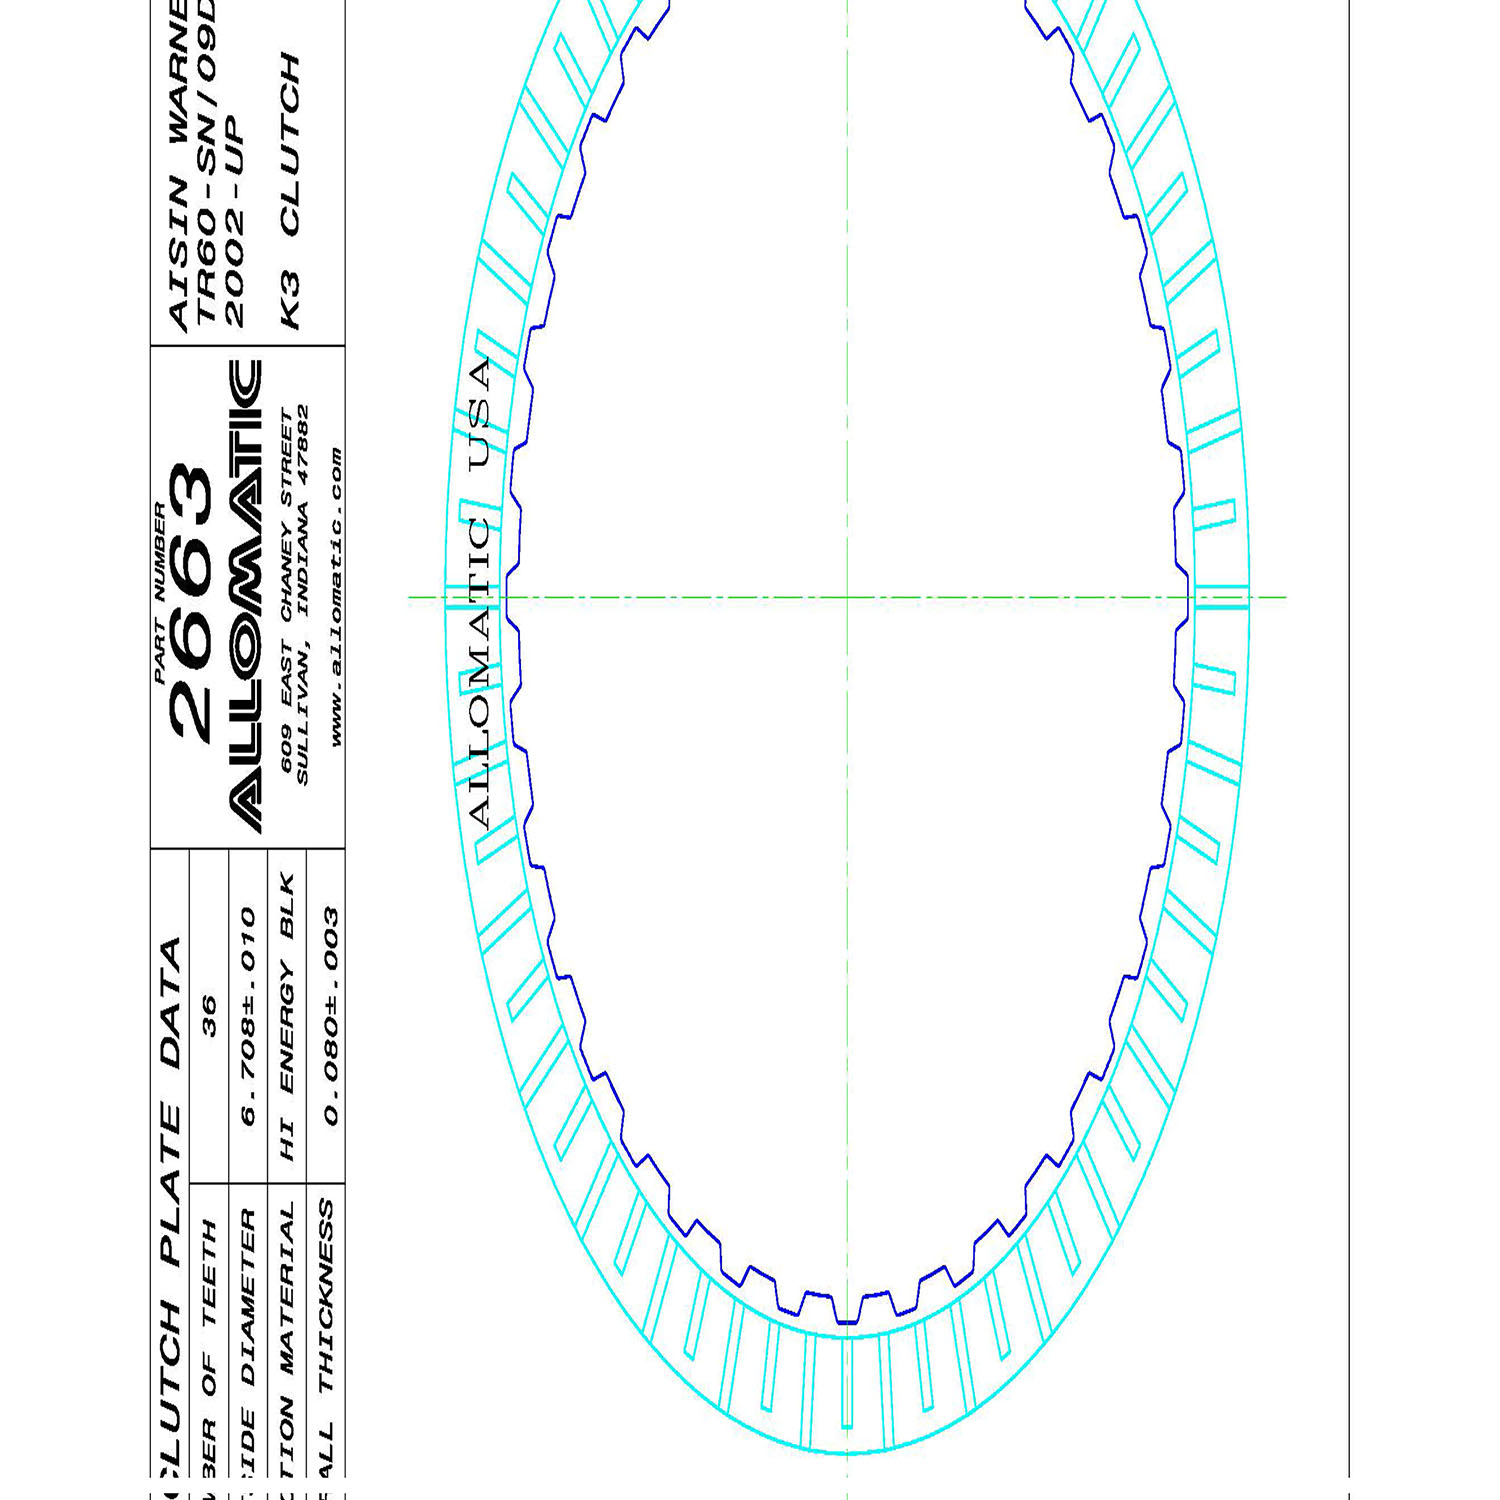 AISIN WARNE
TR60-SN/09D
2002-UP
K3 CLUTCH
PART NUMBER
2663
ALLOMATIC
609 EAST CHANEY STREET
SULLIVAN, INDIANA 47882
www.allomatic.com
CLUTCH PLATE DATA
BER OF TEETH 36
SIDE DIAMETER 6.708±.010
TION MATERIAL HI ENERGY BLK
ALL THICKNESS 0.080±.003
ALLOMATIC USA